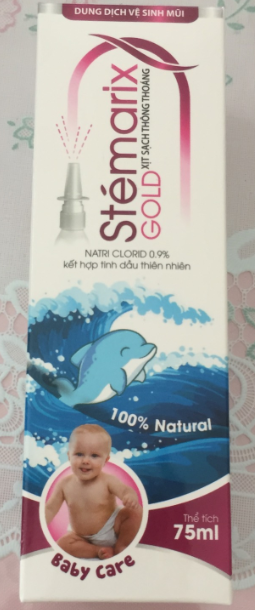 DUNG DỊCH VỆ SINH MŨI
Stémarix
GOLD
XỊT SẠCH THÔNG THOÁNG
NATRI CLORID 0.9%
kết hợp tinh dầu thiên nhiên
100% Natural
Thể tích
75ml
Baby Care